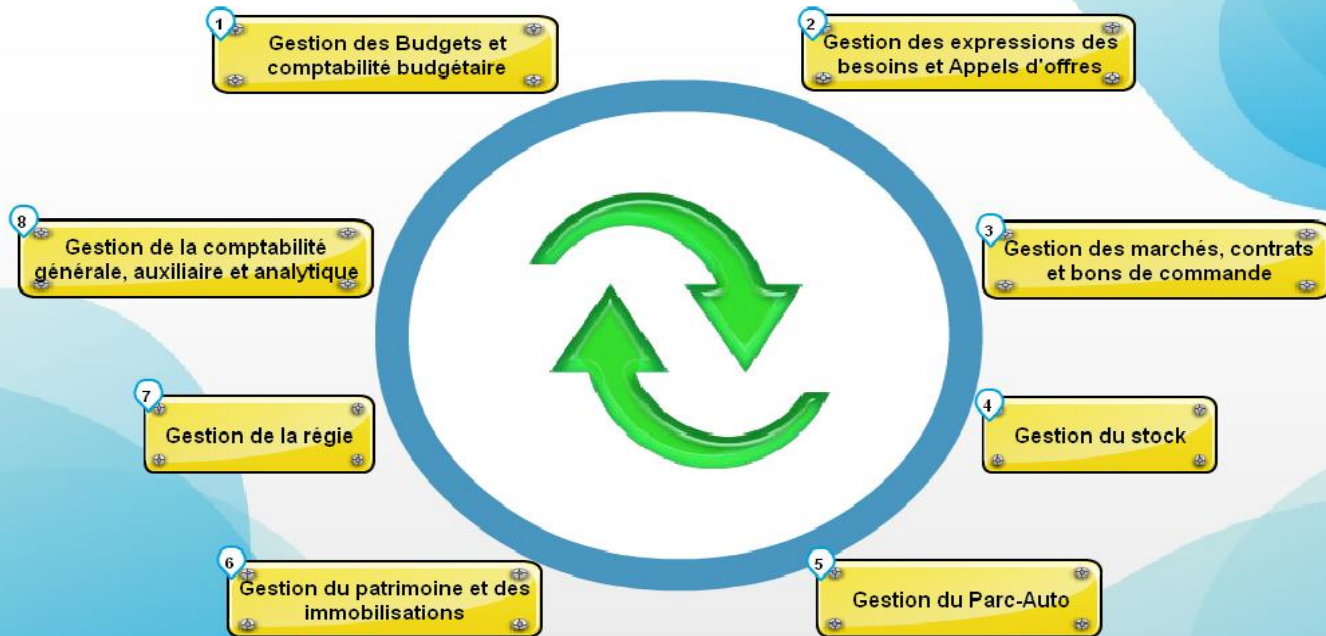 1
Gestion des Budgets et
comptabilité budgétaire
2
Gestion des expressions des
besoins et Appels d'offres
3
Gestion des marchés, contrats
et bons de commande
4
Gestion du stock
5
Gestion du Parc-Auto
6
Gestion du patrimoine et des
immobilisations
7
Gestion de la régie
8
Gestion de la comptabilité
générale, auxiliaire et analytique